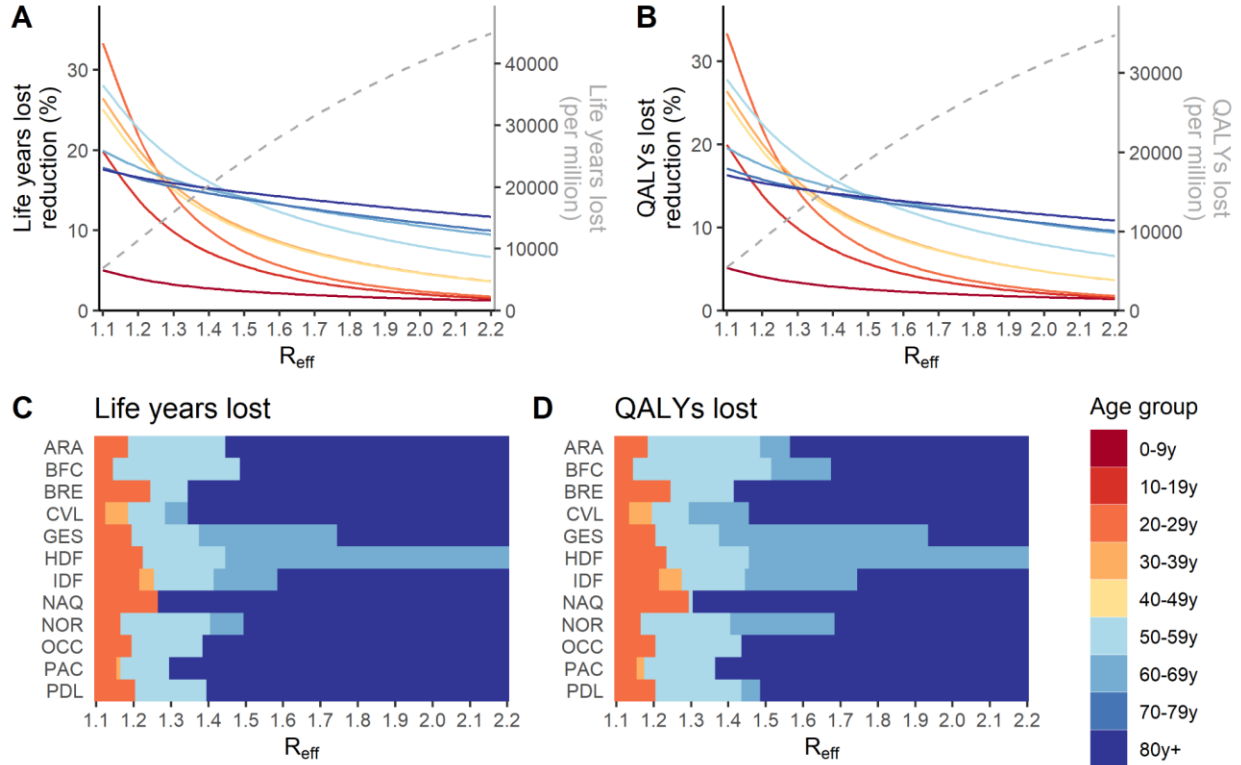 A
Life years lost
reduction (%)
30
20
10
0
40000
30000
20000
10000
0
Life years lost
(per million)
1.1 1.2 1.3 1.4 1.5 1.6 1.7 1.8 1.9 2.0 2.1 2.2
Reff
B
QALYs lost
reduction (%)
30
20
10
0
30000
20000
10000
0
QALYs lost
(per million)
1.1 1.2 1.3 1.4 1.5 1.6 1.7 1.8 1.9 2.0 2.1 2.2
Reff
C Life years lost
ARA
BFC
BRE
CVL
GES
HDF
IDF
NAQ
NOR
OCC
PAC
PDL
1.1 1.2 1.3 1.4 1.5 1.6 1.7 1.8 1.9 2.0 2.1 2.2
Reff
D QALYs lost
ARA
BFC
BRE
CVL
GES
HDF
IDF
NAQ
NOR
OCC
PAC
PDL
1.1 1.2 1.3 1.4 1.5 1.6 1.7 1.8 1.9 2.0 2.1 2.2
Reff
Age group
0-9y
10-19y
20-29y
30-39y
40-49y
50-59y
60-69y
70-79y
80y+